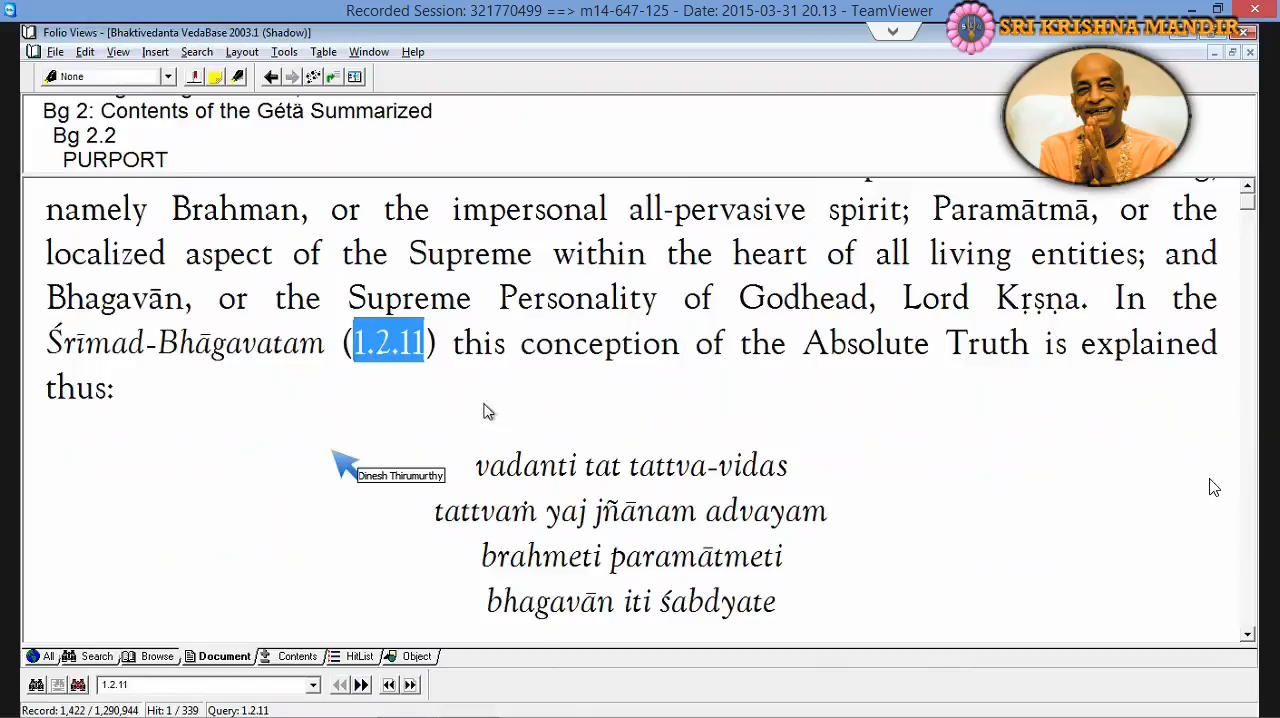 Recorded Session: 321770499 ==> m14-647-125 - Date: 2015-03-31 20.13 - TeamViewer
SRI KRISHNA MANDIR
Folio Views - [Bhaktivedanta VedaBase 2003.1 (Shadow)]
File Edit View Insert Search Layout Tools Table Window Help
None
Bg 2: Contents of the Gétä Summarized
Bg 2.2
PURPORT
namely Brahman, or the impersonal all-pervasive spirit; Paramātmā, or the
localized aspect of the Supreme within the heart of all living entities; and
Bhagavān, or the Supreme Personality of Godhead, Lord Kṛṣṇa. In the
Śrīmad-Bhāgavatam (1.2.11) this conception of the Absolute Truth is explained
thus:
vadanti tat tattva-vidas
Dinesh Thirumurthy
tattvaṁ yaj jñānam advayam
brahmeti paramātmeti
bhagavān iti śabdyate
All Search Browse Document Contents HitList Object
1.2.11
Record: 1,422 / 1,290,944 Hit: 1 / 339 Query: 1.2.11